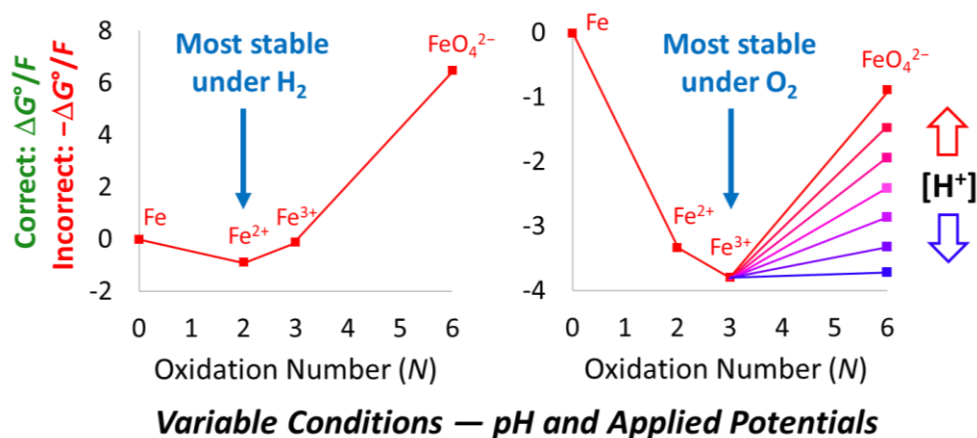 Correct: ΔG°/F
Incorrect: −ΔG°/F
8
6
4
2
0
-2
0
1
2
3
4
5
6
Oxidation Number (N)
Most stable
under H₂
Fe
Fe²⁺
Fe³⁺
FeO₄²⁻
0
-1
-2
-3
-4
0
1
2
3
4
5
6
Oxidation Number (N)
Fe
Most stable
under O₂
Fe²⁺
Fe³⁺
FeO₄²⁻
[H⁺]
Variable Conditions — pH and Applied Potentials